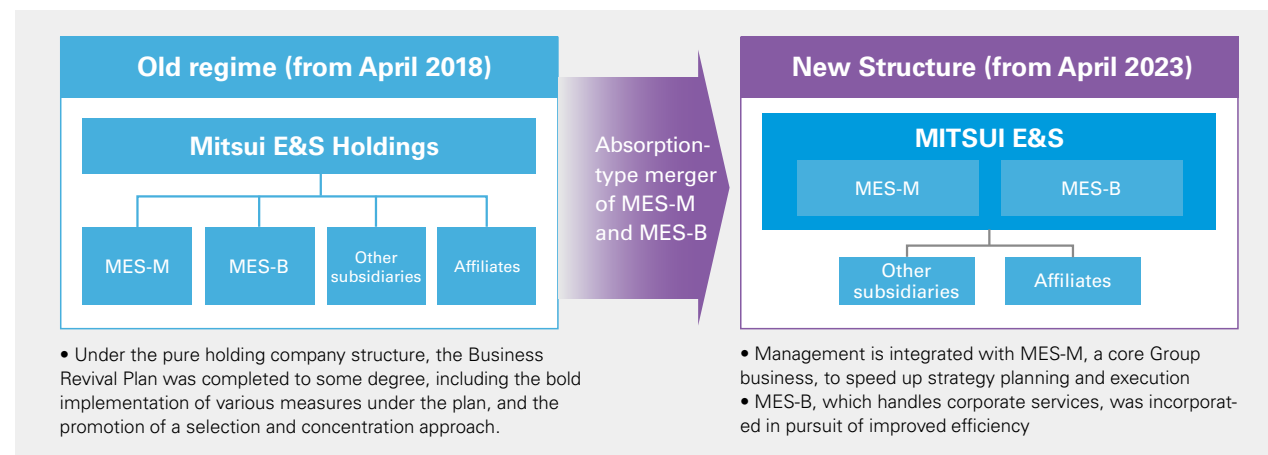 Old regime (from April 2018)
Mitsui E&S Holdings
MES-M
MES-B
Other
subsidiaries
Affiliates
• Under the pure holding company structure, the Business
Revival Plan was completed to some degree, including the bold
implementation of various measures under the plan, and the
promotion of a selection and concentration approach.
Absorption-
type merger
of MES-M
and MES-B
New Structure (from April 2023)
MITSUI E&S
MES-M
MES-B
Other
subsidiaries
Affiliates
• Management is integrated with MES-M, a core Group
business, to speed up strategy planning and execution
• MES-B, which handles corporate services, was incorporat-
ed in pursuit of improved efficiency